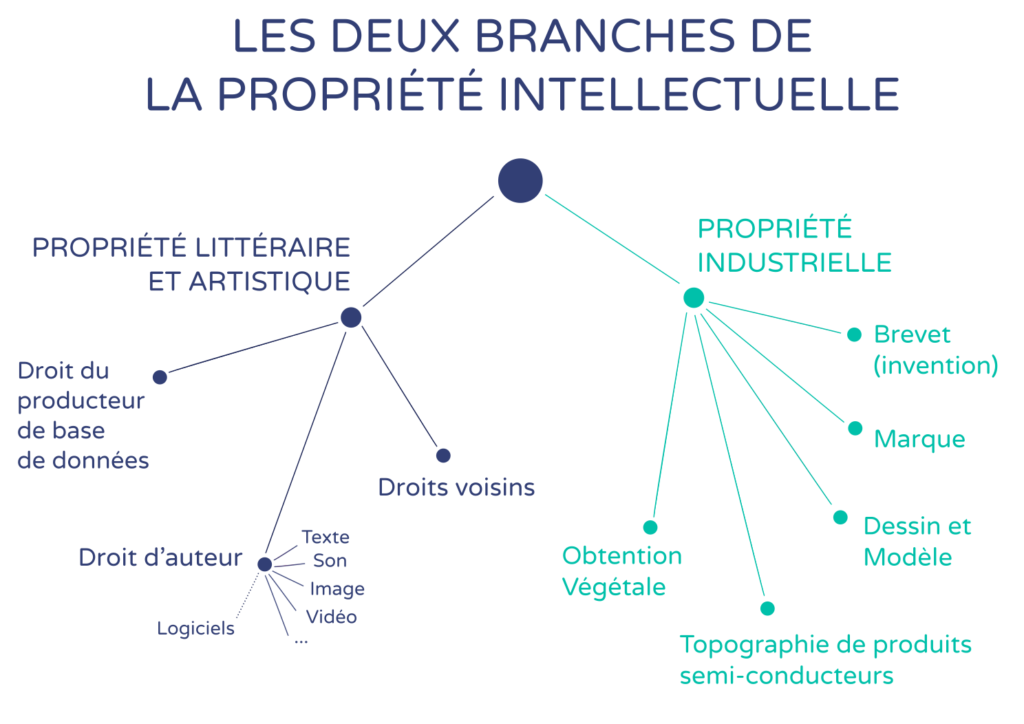 LES DEUX BRANCHES DE
LA PROPRIÉTÉ INTELLECTUELLE
PROPRIÉTÉ LITTÉRAIRE
ET ARTISTIQUE
Droit du
producteur
de base
de données
Droits voisins
Droit d’auteur
Texte
Son
Image
Vidéo
...
Logiciels
PROPRIÉTÉ
INDUSTRIELLE
Brevet
(invention)
Marque
Dessin et
Modèle
Obtention
Végétale
Topographie de produits
semi-conducteurs